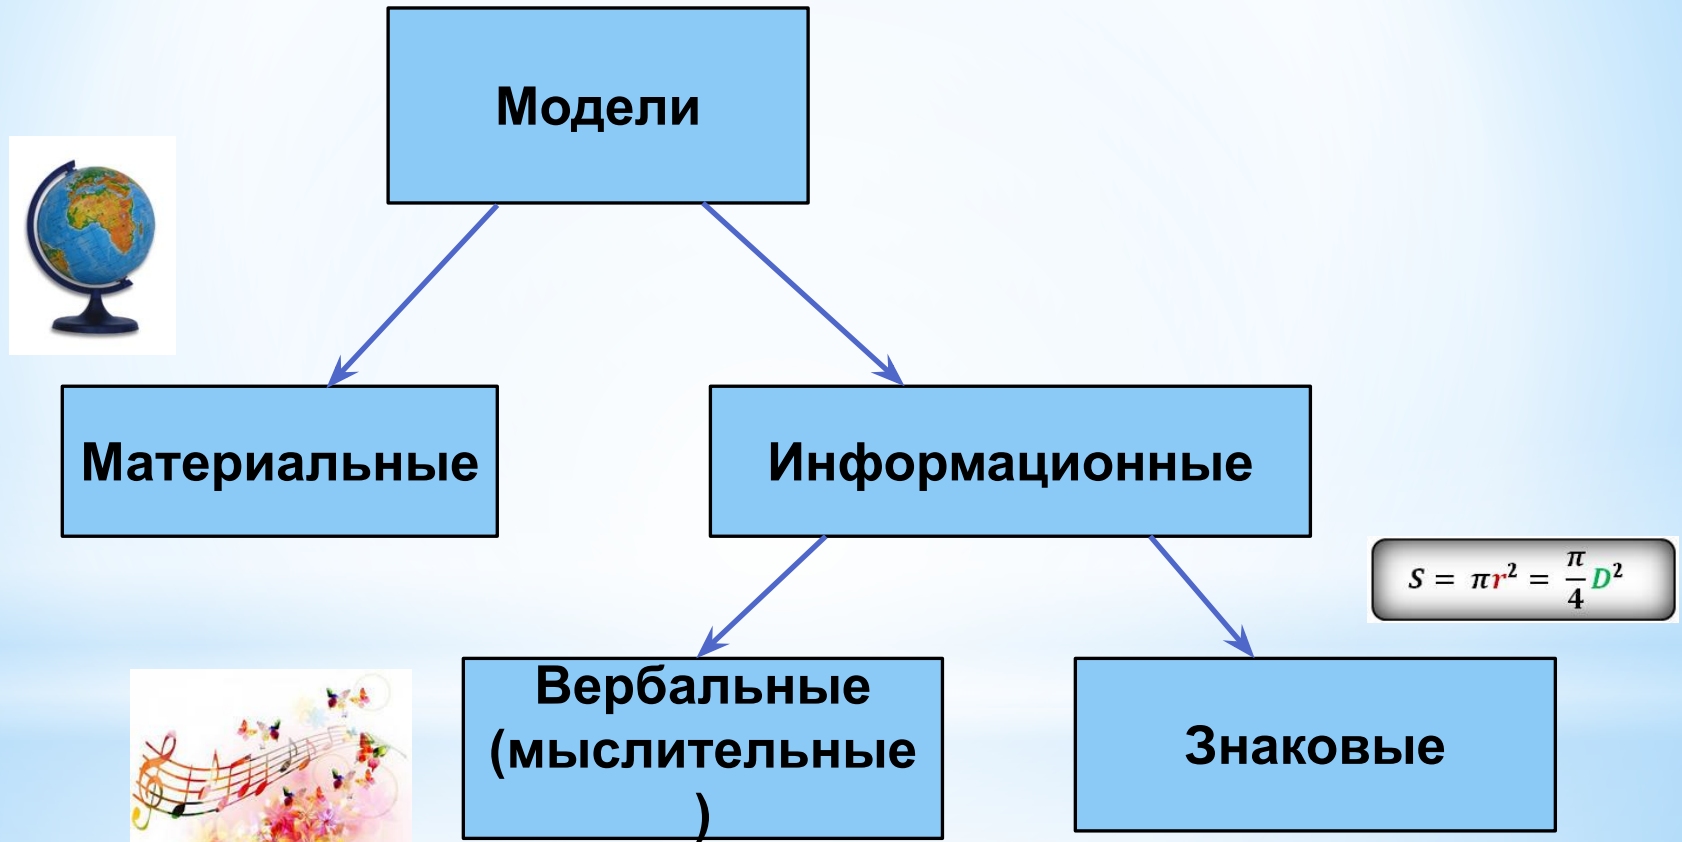 Модели
Материальные
Информационные
S = πr² = π/4 D²
Вербальные
(мыслительные
)
Знаковые